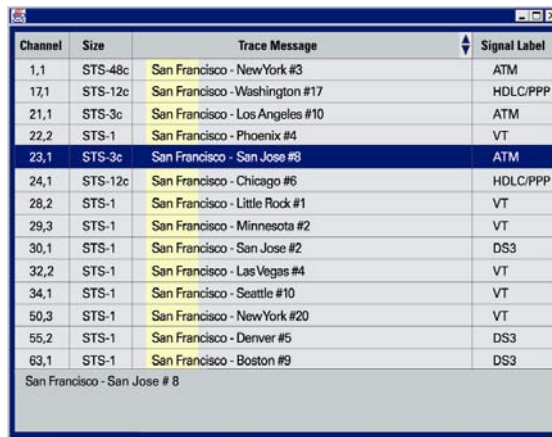 Channel Size Trace Message Signal Label
1,1 STS-48c San Francisco - NewYork #3 ATM
17,1 STS-12c San Francisco - Washington #17 HDLC/PPP
21,1 STS-3c San Francisco - Los Angeles #10 ATM
22,2 STS-1 San Francisco - Phoenix #4 VT
23,1 STS-3c San Francisco - San Jose #8 ATM
24,1 STS-12c San Francisco - Chicago #6 HDLC/PPP
28,2 STS-1 San Francisco - Little Rock #1 VT
29,3 STS-1 San Francisco - Minnesota #2 VT
30,1 STS-1 San Francisco - San Jose #2 DS3
32,2 STS-1 San Francisco - Las Vegas #4 VT
34,1 STS-1 San Francisco - Seattle #10 VT
50,3 STS-1 San Francisco - NewYork #20 VT
55,2 STS-1 San Francisco - Denver #5 DS3
63,1 STS-1 San Francisco - Boston #9 DS3
San Francisco - San Jose # 8